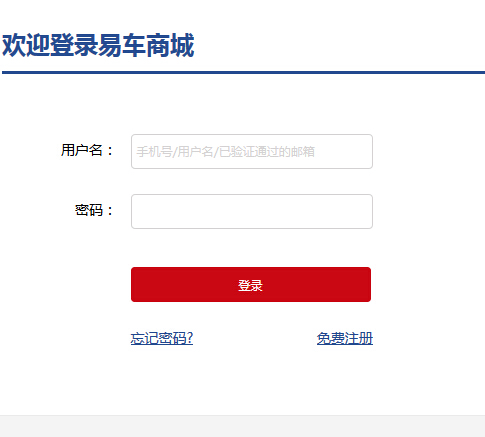 欢迎登录易车商城
用户名：手机号/用户名/已验证通过的邮箱
密码：
登录
忘记密码? 免费注册